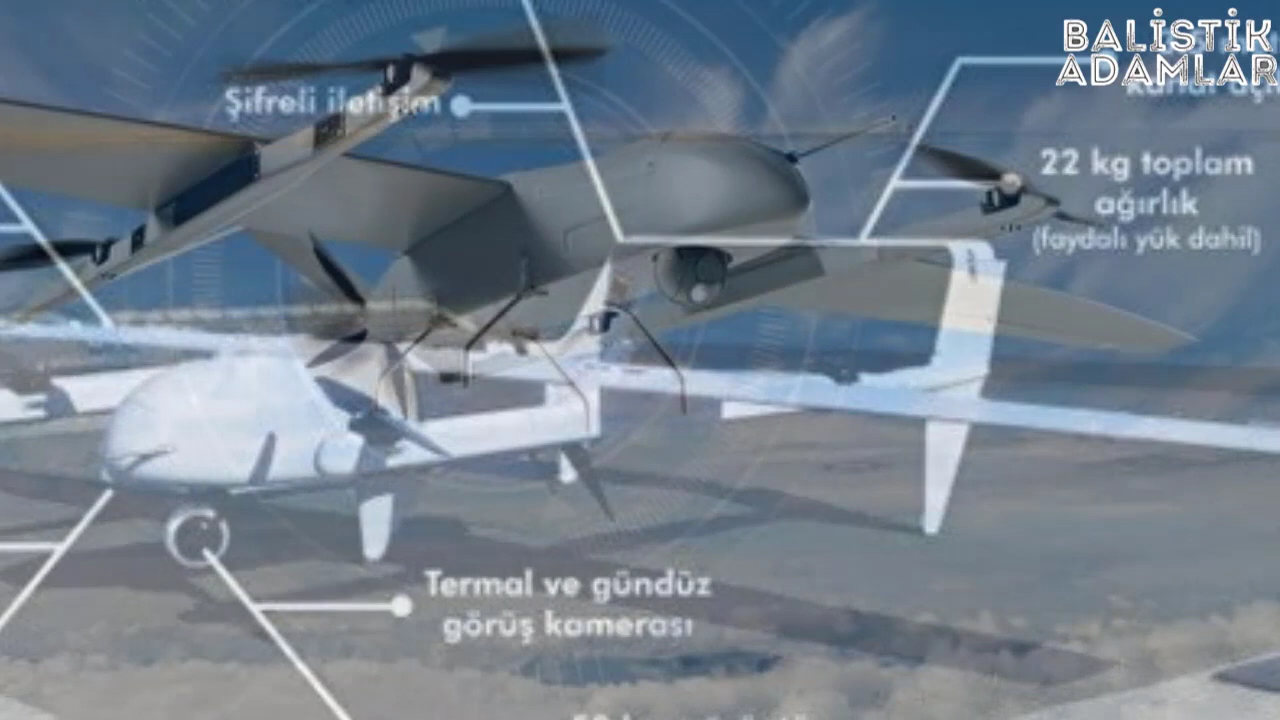 BALİSTİK
ADAMLAR
Şifreli iletişim
22 kg toplam
ağırlık
(faydalı yük dahil)
Termal ve gündüz
görüş kamerası